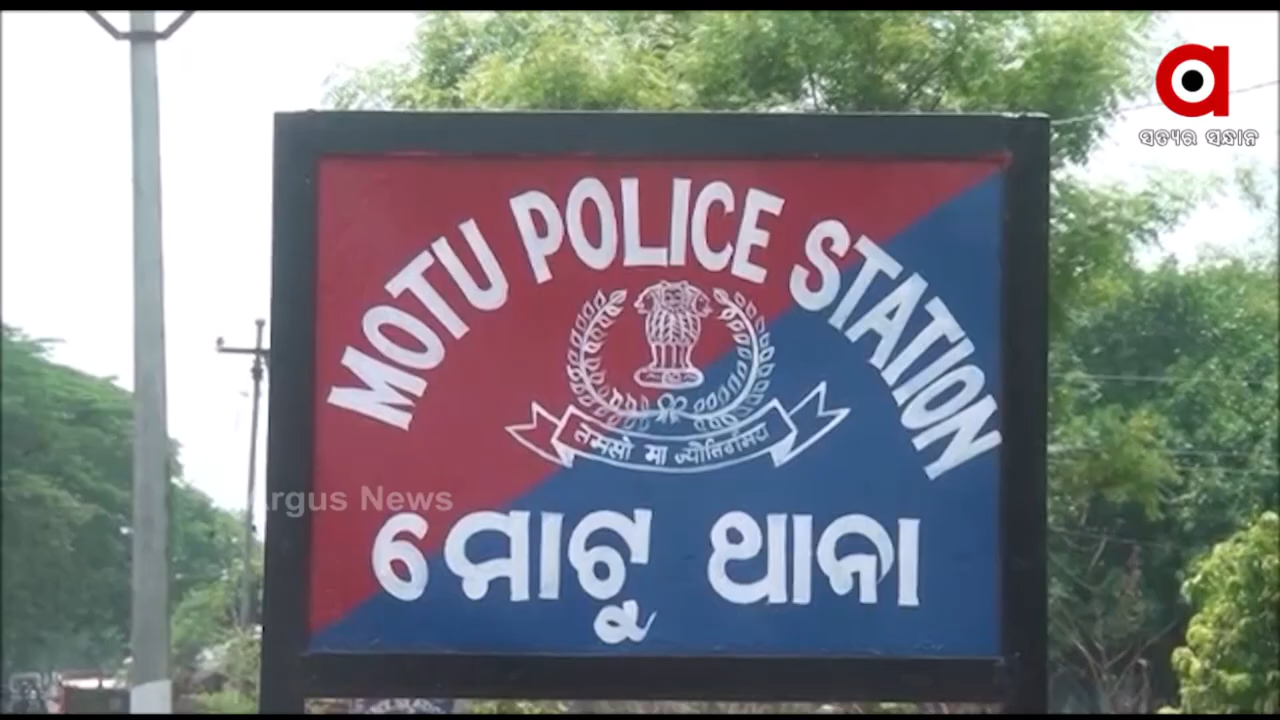 ସତ୍ୟର ସନ୍ଧାନ
MOTU POLICE STATION
तमसो मा ज्योतिर्गमय
Argus News
ମୋଟୁ ଥାନା